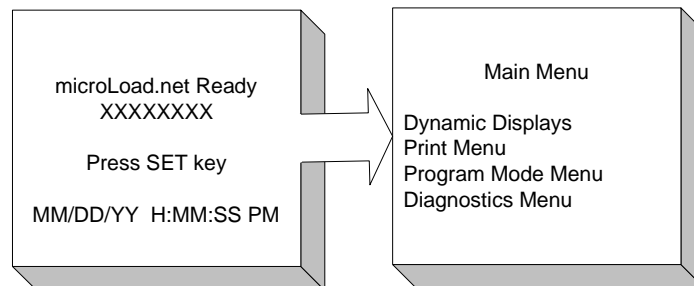 microLoad.net Ready
XXXXXXXX
Press SET key
MM/DD/YY H:MM:SS PM
Main Menu
Dynamic Displays
Print Menu
Program Mode Menu
Diagnostics Menu